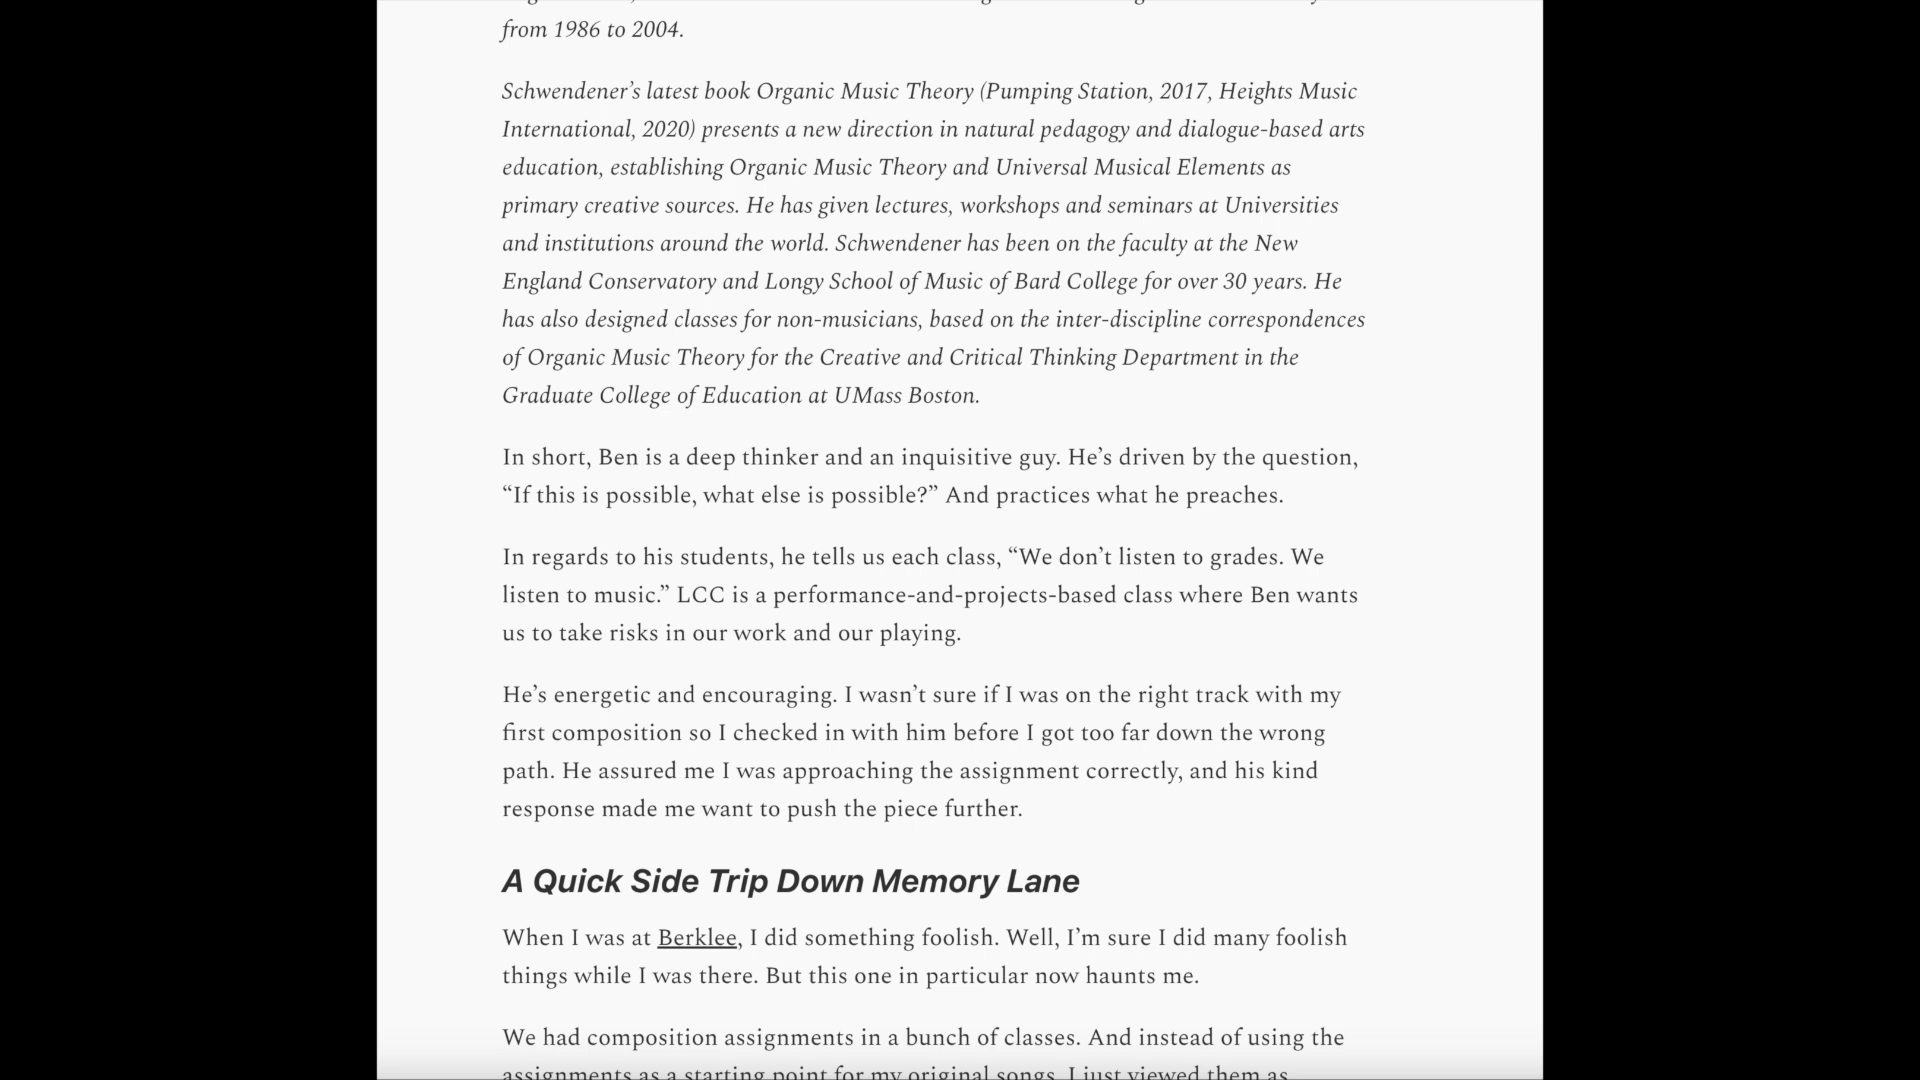 from 1986 to 2004.
Schwendener’s latest book Organic Music Theory (Pumping Station, 2017, Heights Music
International, 2020) presents a new direction in natural pedagogy and dialogue-based arts
education, establishing Organic Music Theory and Universal Musical Elements as
primary creative sources. He has given lectures, workshops and seminars at Universities
and institutions around the world. Schwendener has been on the faculty at the New
England Conservatory and Longy School of Music of Bard College for over 30 years. He
has also designed classes for non-musicians, based on the inter-discipline correspondences
of Organic Music Theory for the Creative and Critical Thinking Department in the
Graduate College of Education at UMass Boston.
In short, Ben is a deep thinker and an inquisitive guy. He’s driven by the question,
“If this is possible, what else is possible?” And practices what he preaches.
In regards to his students, he tells us each class, “We don’t listen to grades. We
listen to music.” LCC is a performance-and-projects-based class where Ben wants
us to take risks in our work and our playing.
He’s energetic and encouraging. I wasn’t sure if I was on the right track with my
first composition so I checked in with him before I got too far down the wrong
path. He assured me I was approaching the assignment correctly, and his kind
response made me want to push the piece further.
A Quick Side Trip Down Memory Lane
When I was at Berklee, I did something foolish. Well, I’m sure I did many foolish
things while I was there. But this one in particular now haunts me.
We had composition assignments in a bunch of classes. And instead of using the
assignments as a starting point for my original songs, I just viewed them as